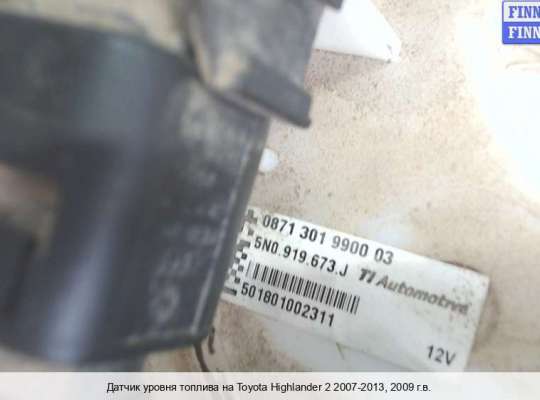 FINN
FINN
0871 301 9900 03
5N0.919.673.J TI Automotive
501801002311
12V
Датчик уровня топлива на Toyota Highlander 2 2007-2013, 2009 г.в.